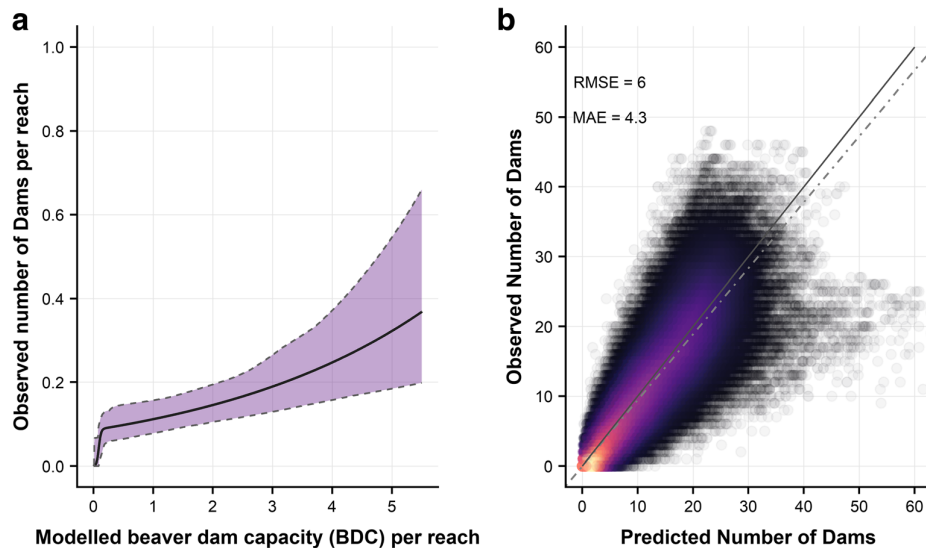 a
Observed number of Dams per reach
1.0
0.8
0.6
0.4
0.2
0.0
0 1 2 3 4 5
Modelled beaver dam capacity (BDC) per reach
b
Observed Number of Dams
60
50
40
30
20
10
0
RMSE = 6
MAE = 4.3
0 10 20 30 40 50 60
Predicted Number of Dams